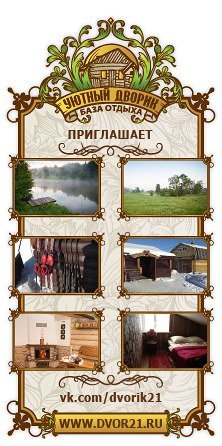 УЮТНЫЙ ДВОРИК
БАЗА ОТДЫХА
ПРИГЛАШАЕТ
vk.com/dvorik21
WWW.DVOR21.RU